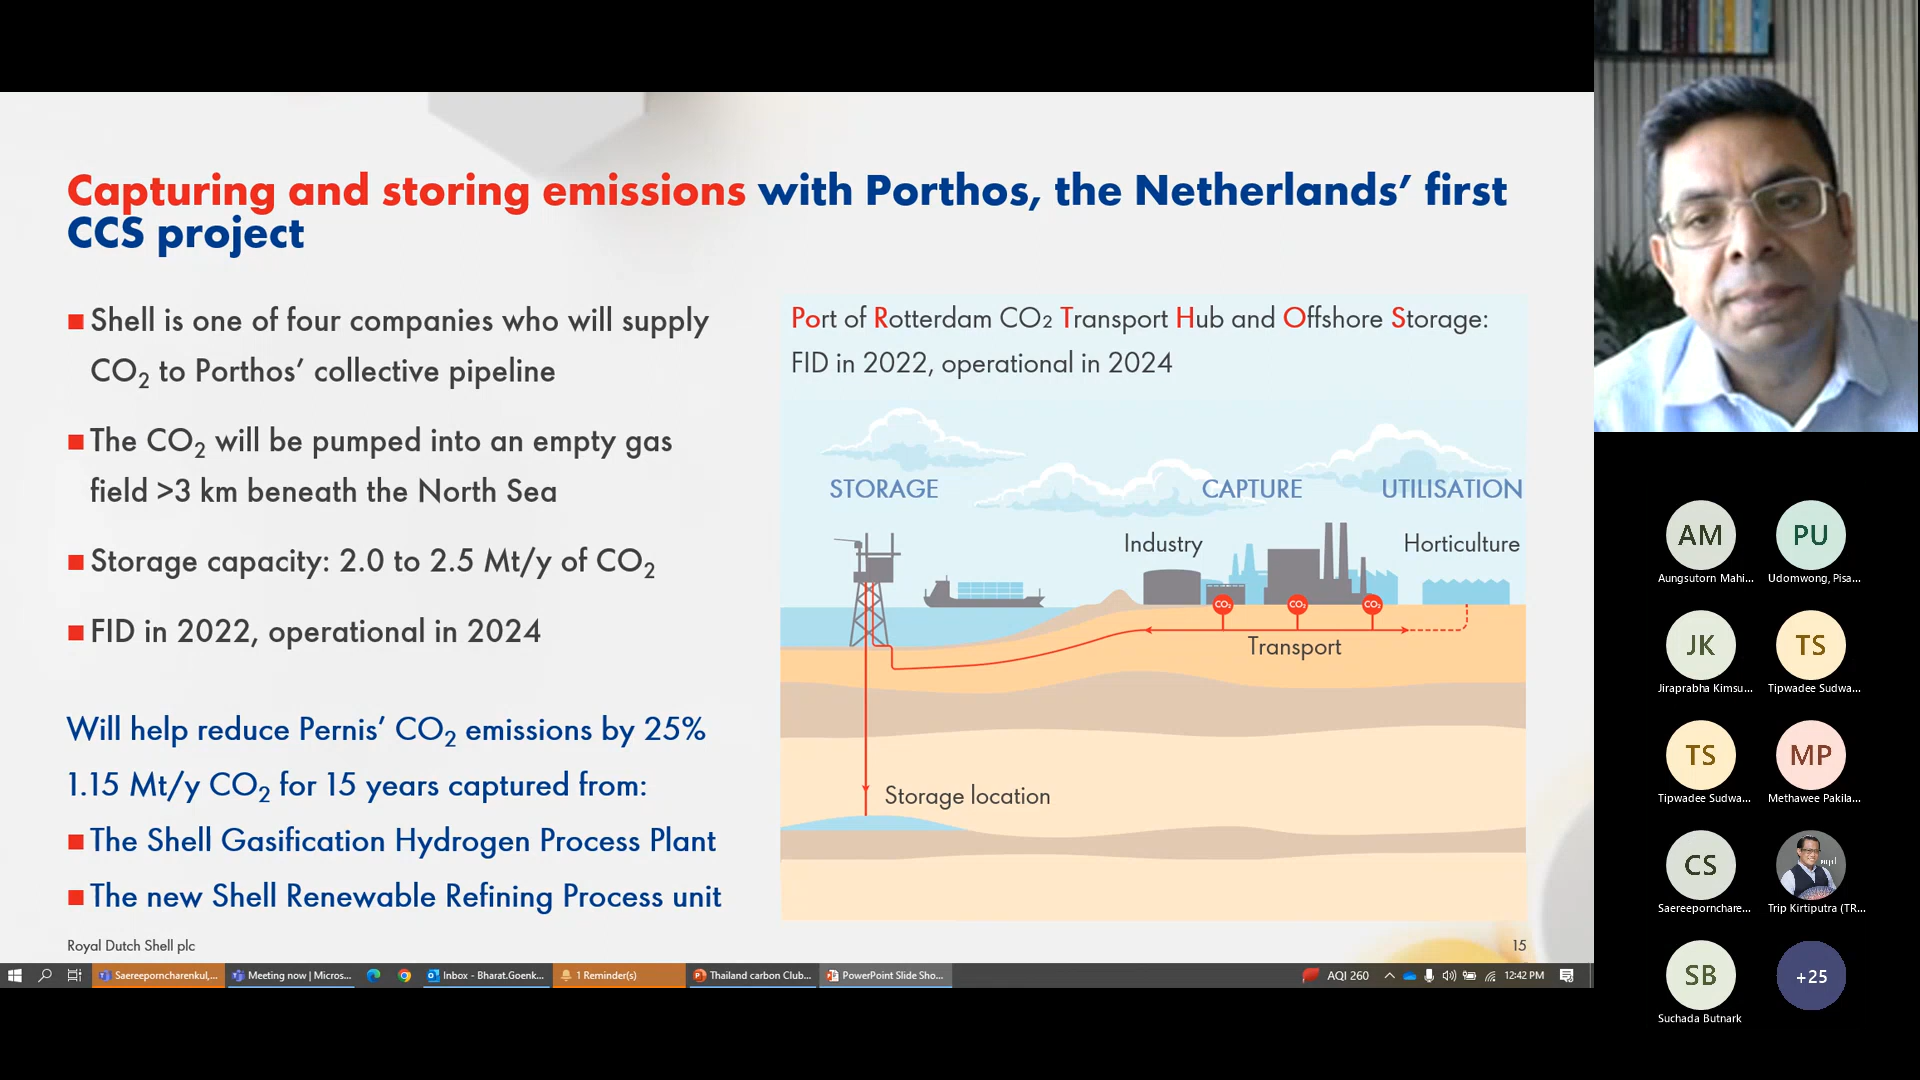 Capturing and storing emissions with Porthos, the Netherlands’ first
CCS project
Shell is one of four companies who will supply
CO2 to Porthos’ collective pipeline
The CO2 will be pumped into an empty gas
field >3 km beneath the North Sea
Storage capacity: 2.0 to 2.5 Mt/y of CO2
FID in 2022, operational in 2024
Will help reduce Pernis’ CO2 emissions by 25%
1.15 Mt/y CO2 for 15 years captured from:
The Shell Gasification Hydrogen Process Plant
The new Shell Renewable Refining Process unit
Port of Rotterdam CO2 Transport Hub and Offshore Storage:
FID in 2022, operational in 2024
STORAGE
CAPTURE
UTILISATION
Industry
Horticulture
CO2
CO2
CO2
Transport
Storage location
Royal Dutch Shell plc
15
Saereeporncharenkul,...
Meeting now | Micros...
Inbox - Bharat.Goenk...
1 Reminder(s)
Thailand carbon Club...
PowerPoint Slide Sho...
AQI 260
12:42 PM
AM
Aungsutorn Mahi...
PU
Udomwong, Pisa...
JK
Jiraprabha Kimsu...
TS
Tipwadee Sudwa...
TS
Tipwadee Sudwa...
MP
Methawee Pakila...
CS
Saereepornchare...
Trip Kirtiputra (TR...
SB
Suchada Butnark
+25